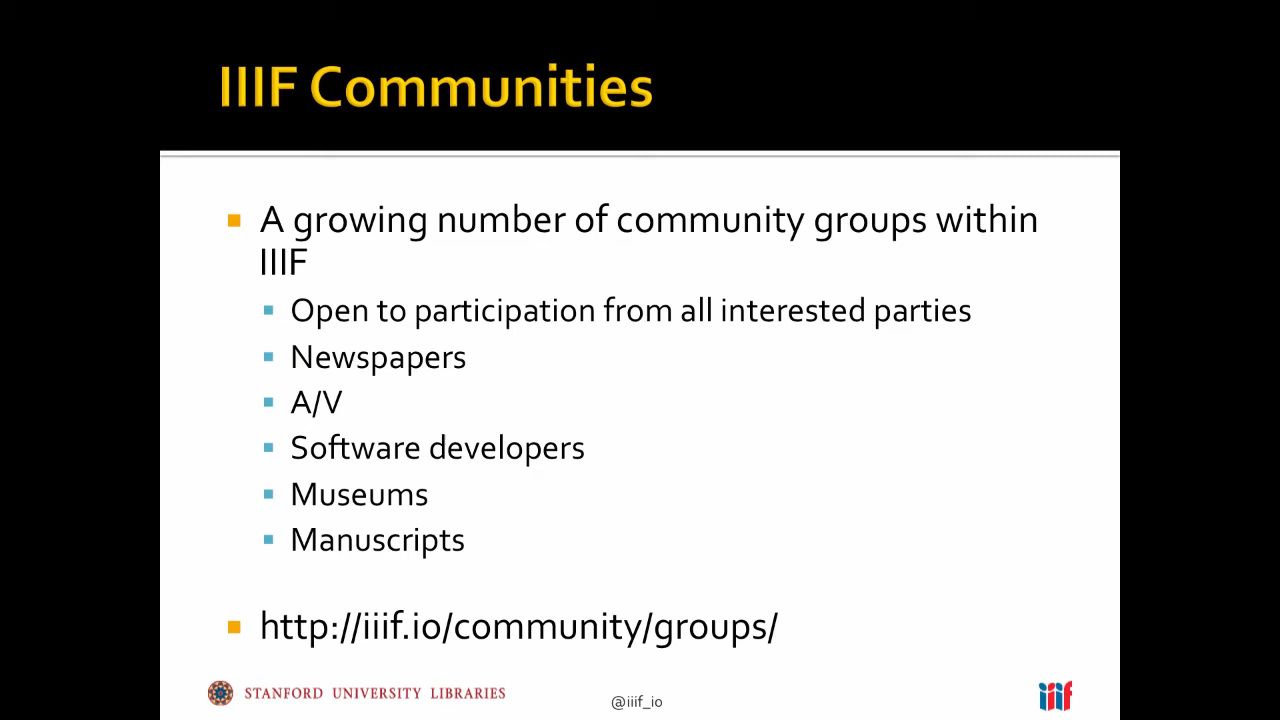 IIIF Communities
A growing number of community groups within
IIIF
Open to participation from all interested parties
Newspapers
A/V
Software developers
Museums
Manuscripts
http://iiif.io/community/groups/
STANFORD UNIVERSITY LIBRARIES
@iiif_io
iiif